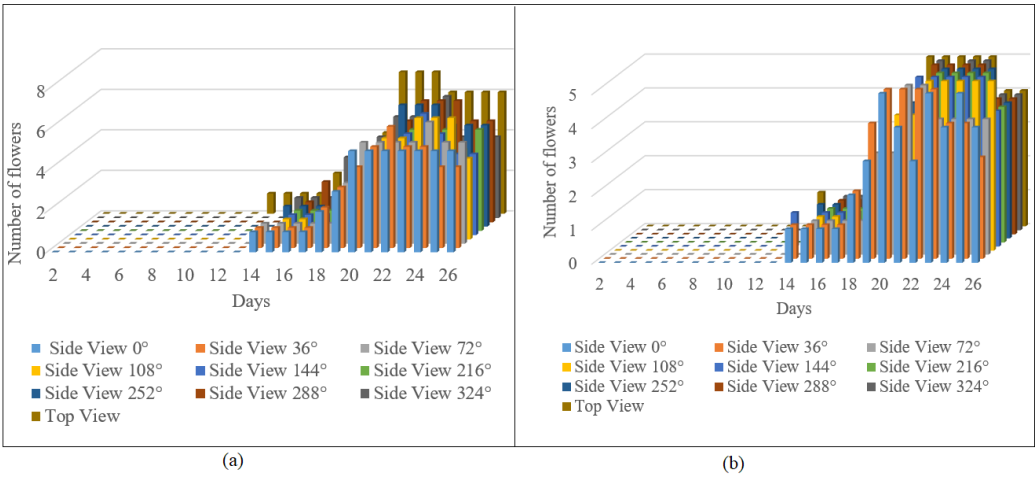 8
6
4
2
0
Number of flowers
2 4 6 8 10 12 14 16 18 20 22 24 26
Days
Side View 0° Side View 36° Side View 72°
Side View 108° Side View 144° Side View 216°
Side View 252° Side View 288° Side View 324°
Top View
(a)
5
4
3
2
1
0
Number of flowers
2 4 6 8 10 12 14 16 18 20 22 24 26
Days
Side View 0° Side View 36° Side View 72°
Side View 108° Side View 144° Side View 216°
Side View 252° Side View 288° Side View 324°
Top View
(b)